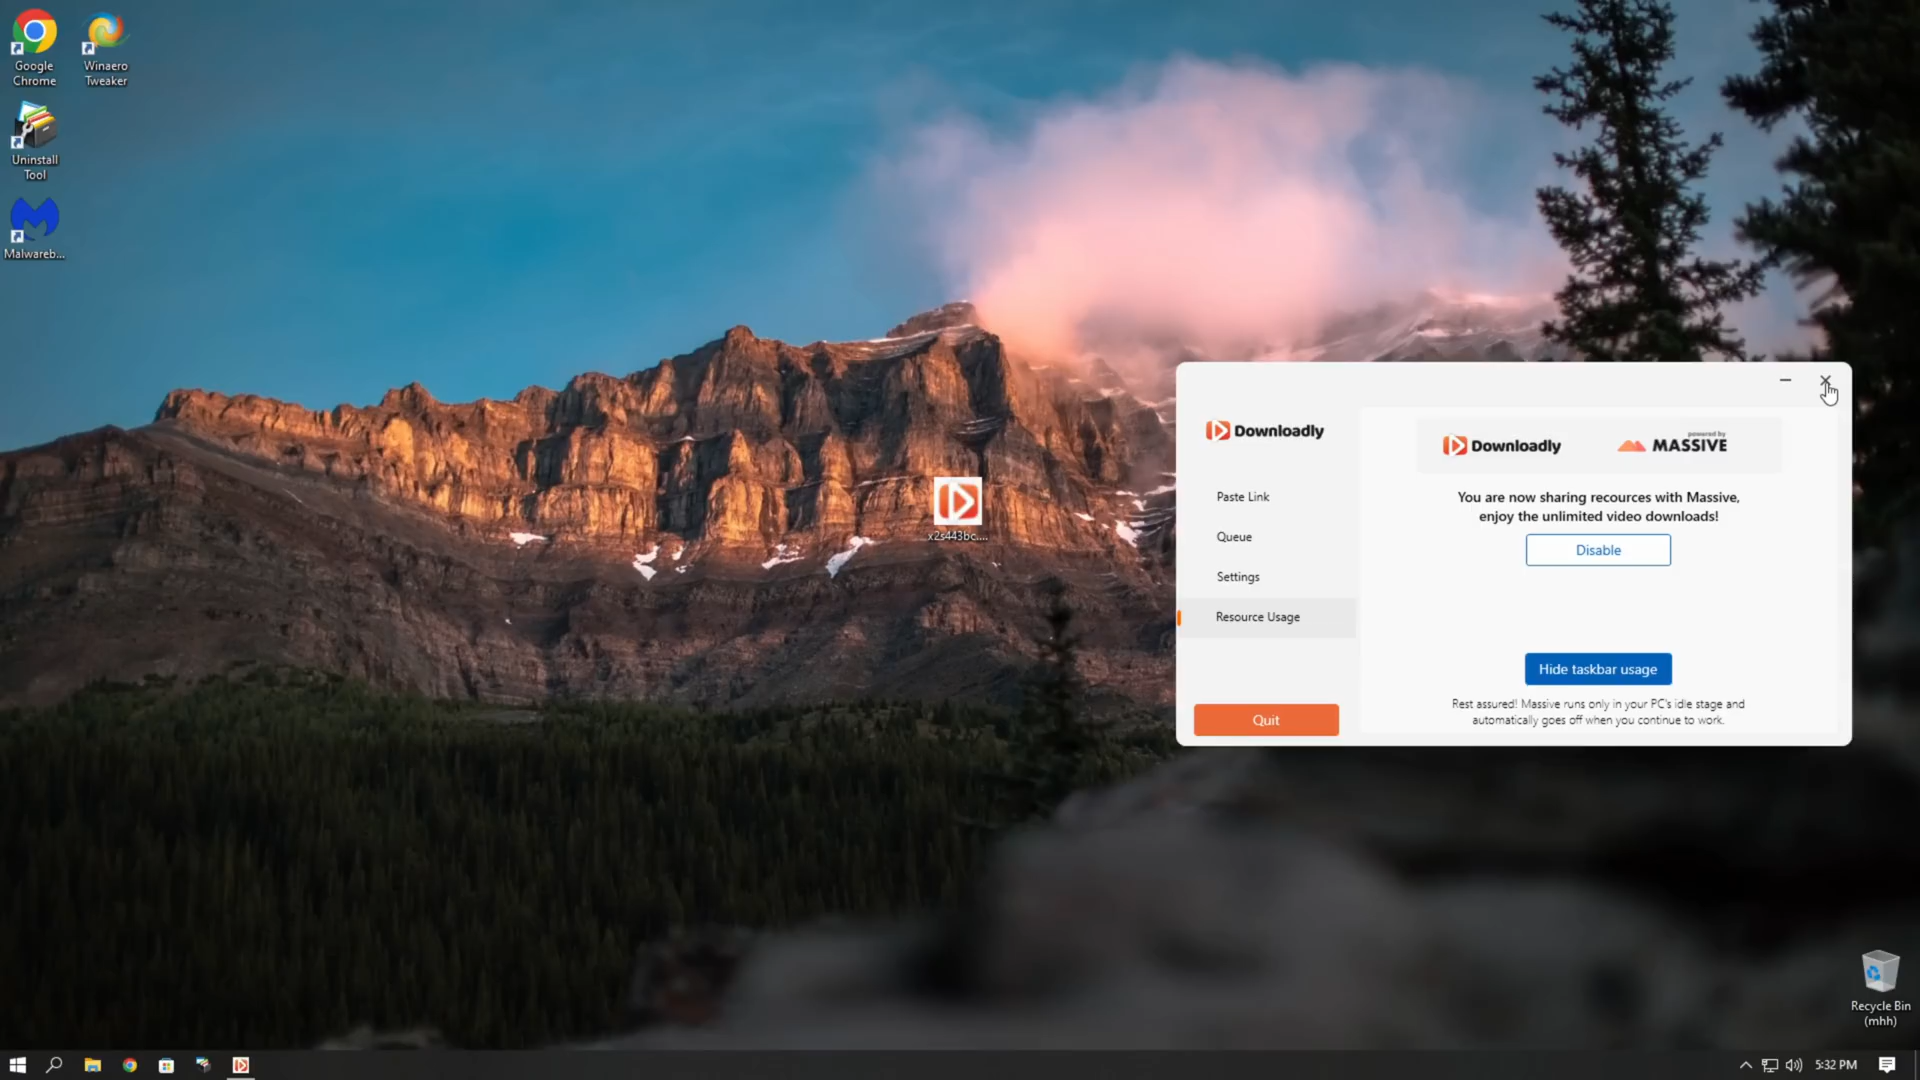 Google
Chrome
Winaero
Tweaker
Uninstall
Tool
Malwareb...
x2s443bc....
Downloadly
Paste Link
Queue
Settings
Resource Usage
Quit
Downloadly
powered by
MASSIVE
You are now sharing recources with Massive,
enjoy the unlimited video downloads!
Disable
Hide taskbar usage
Rest assured! Massive runs only in your PC's idle stage and
automatically goes off when you continue to work.
Recycle Bin
(mhh)
5:32 PM